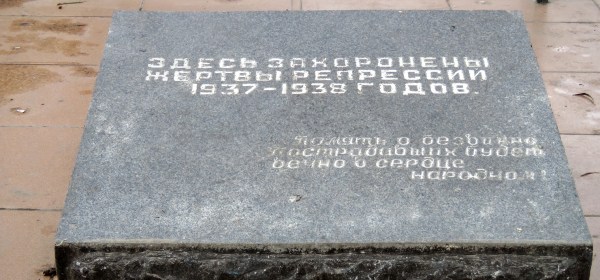 ЗДЕСЬ ЗАХОРОНЕНЫ
ЖЕРТВЫ РЕПРЕССИИ
1937-1938 ГОДОВ.
Память о безвинно
пострадавших будет
вечно в сердце
народном!